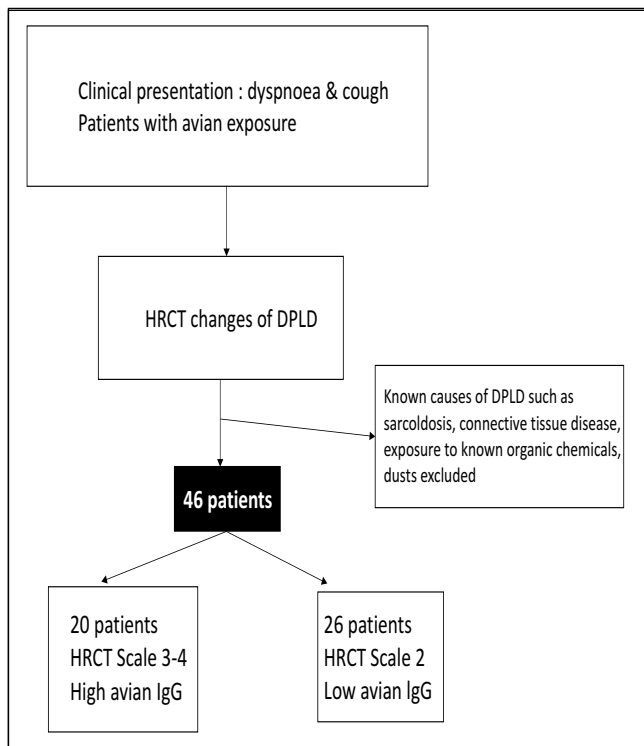 Clinical presentation : dyspnoea & cough
Patients with avian exposure
HRCT changes of DPLD
Known causes of DPLD such as
sarcoldosis, connective tissue disease,
exposure to known organic chemicals,
dusts excluded
46 patients
20 patients
HRCT Scale 3-4
High avian IgG
26 patients
HRCT Scale 2
Low avian IgG